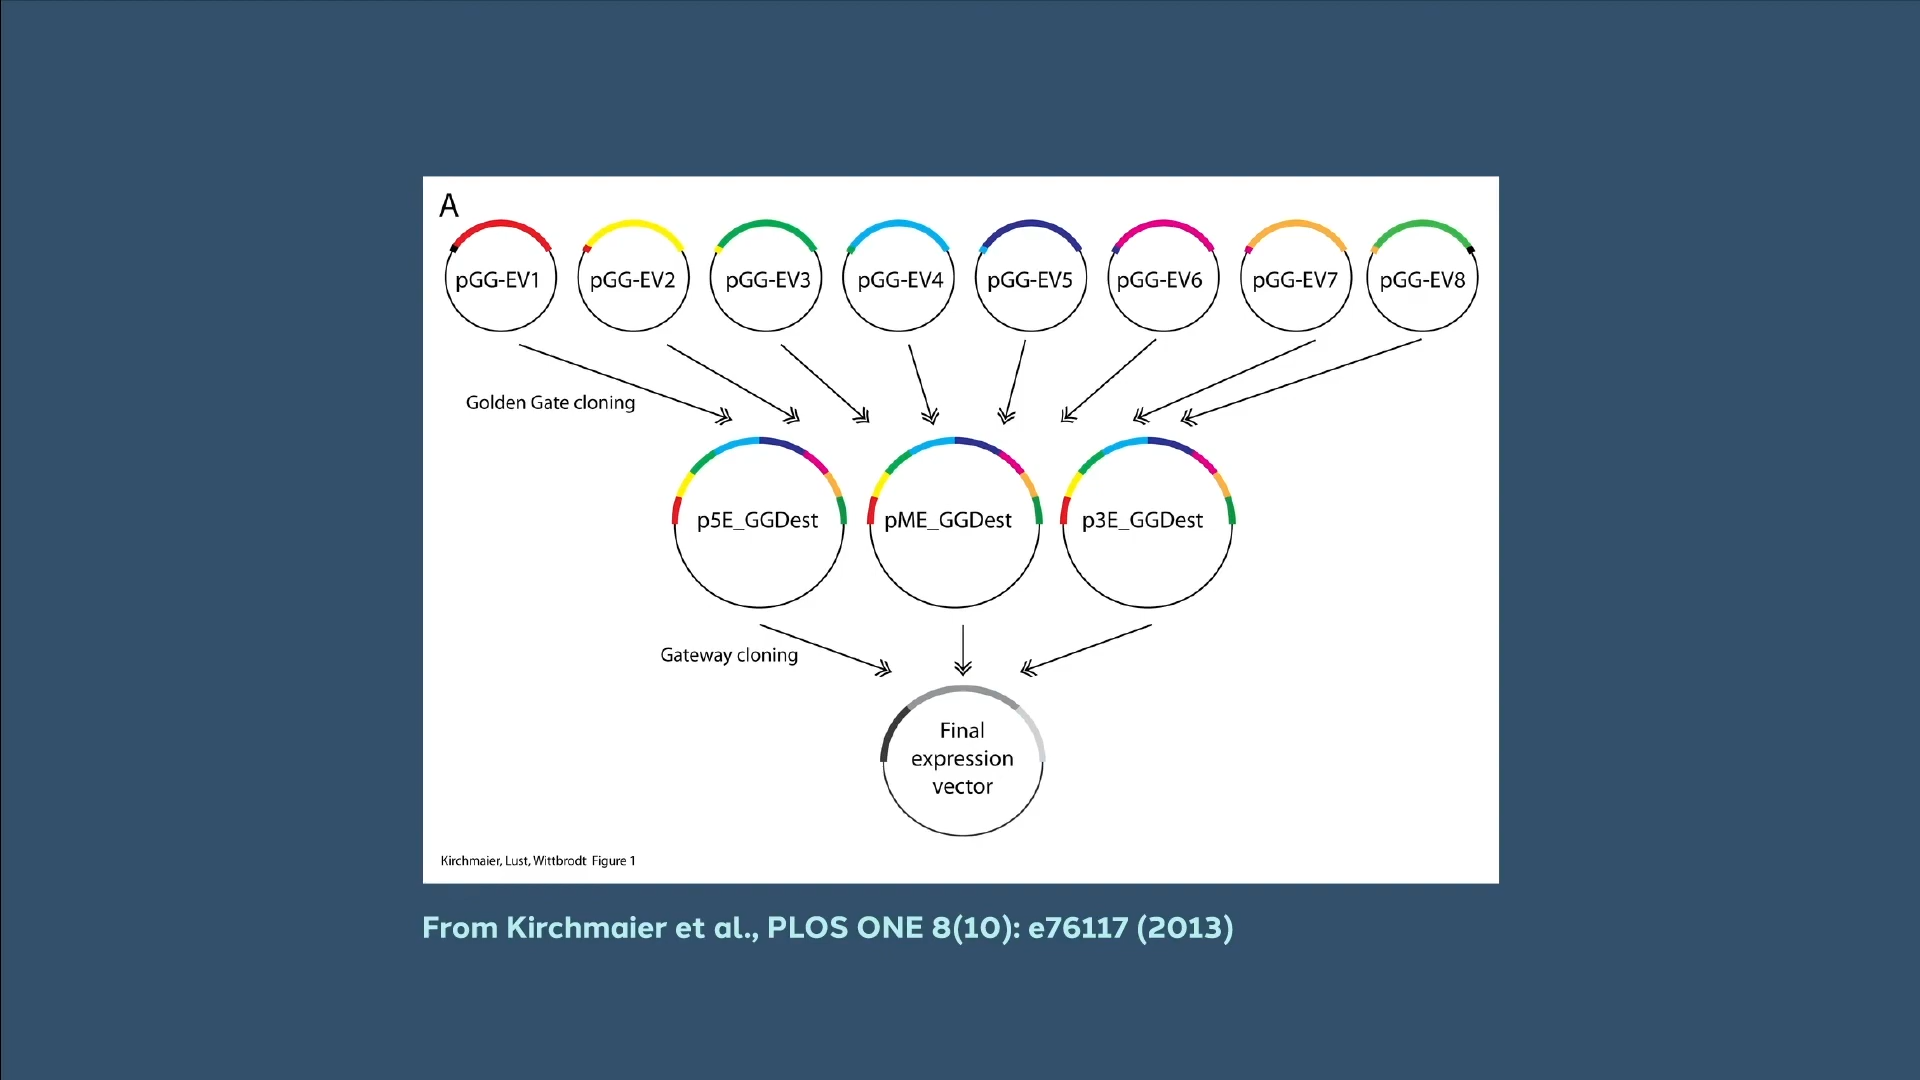 A
pGG-EV1 pGG-EV2 pGG-EV3 pGG-EV4 pGG-EV5 pGG-EV6 pGG-EV7 pGG-EV8
Golden Gate cloning
p5E_GGDest pME_GGDest p3E_GGDest
Gateway cloning
Final
expression
vector
Kirchmaier, Lust, Wittbrodt Figure 1
From Kirchmaier et al., PLOS ONE 8(10): e76117 (2013)